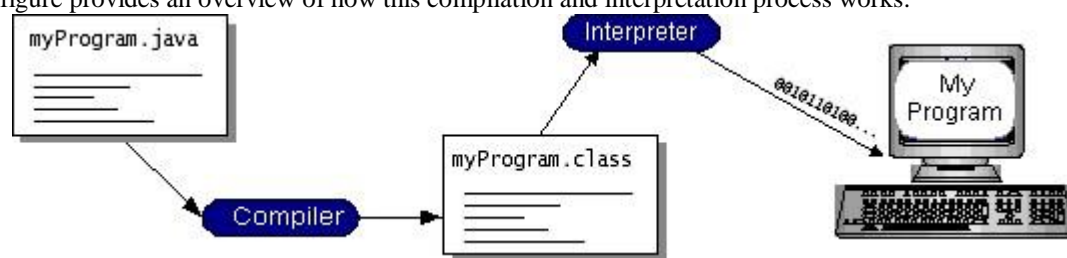 figure provides an overview of how this compilation and interpretation process works.
myProgram.java
Interpreter
My
Program
0010110100...
myProgram.class
Compiler